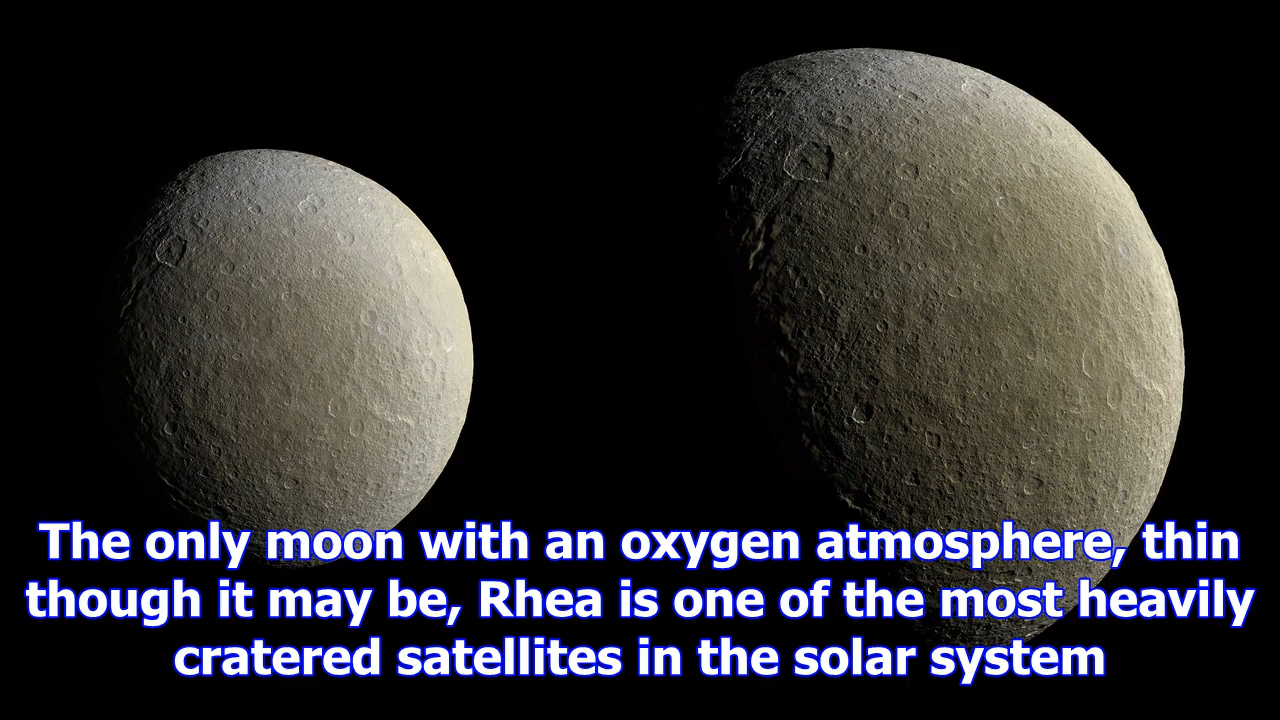 The only moon with an oxygen atmosphere, thin
though it may be, Rhea is one of the most heavily
cratered satellites in the solar system